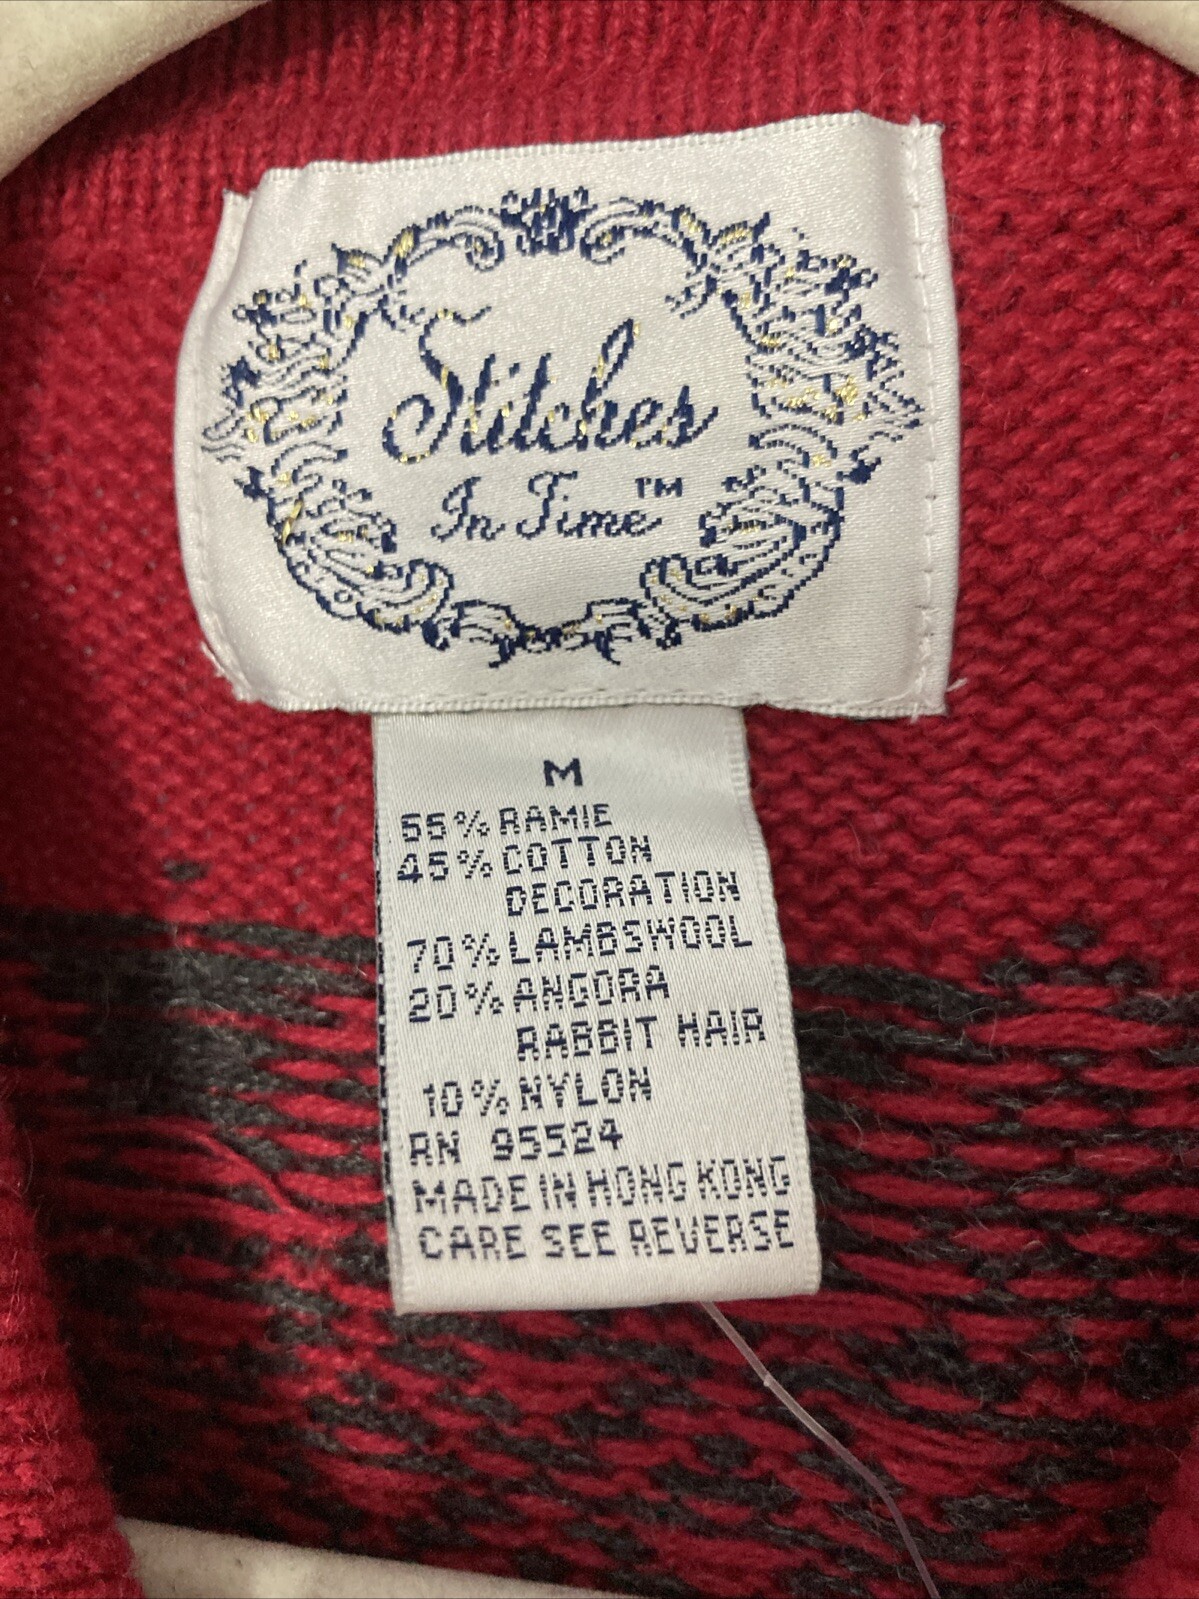 Stitches
In Time™
M
55% RAMIE
45% COTTON
DECORATION
70% LAMBSWOOL
20% ANGORA
RABBIT HAIR
10% NYLON
RN 95524
MADE IN HONG KONG
CARE SEE REVERSE